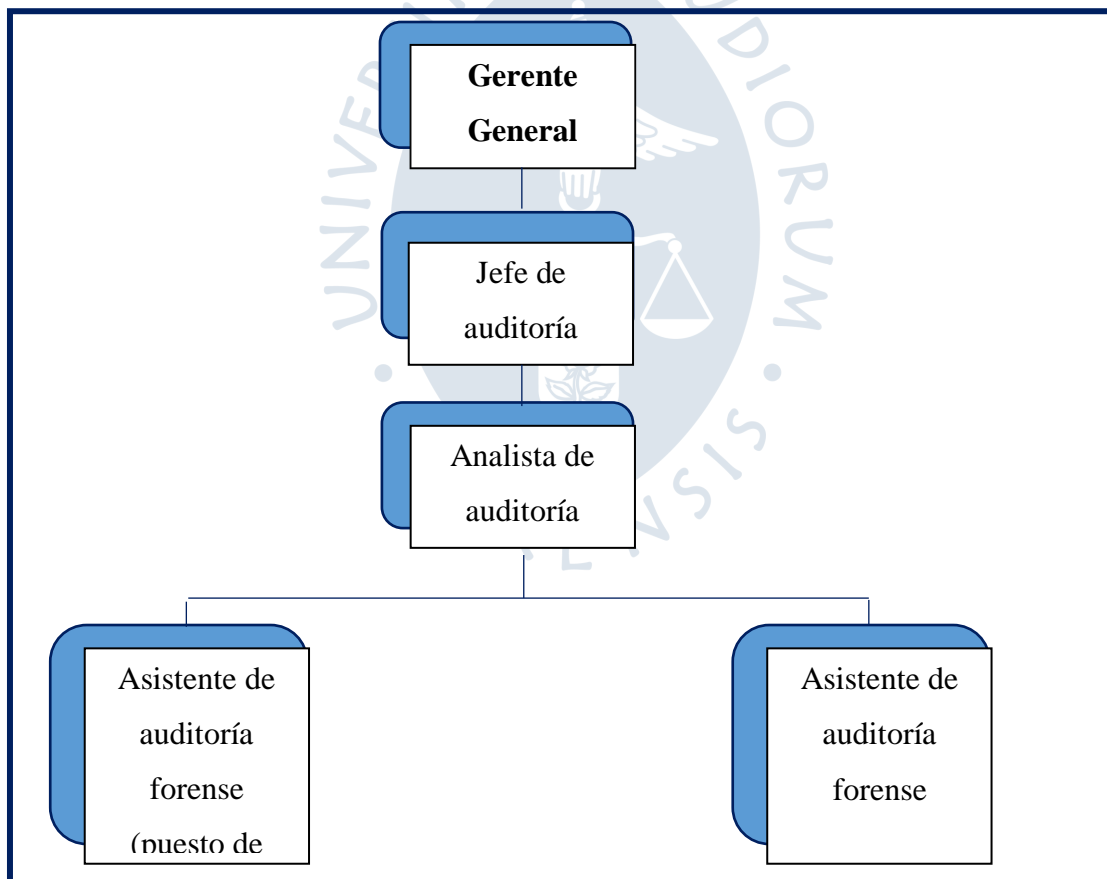 Gerente
General
Jefe de
auditoría
Analista de
auditoría
Asistente de
auditoría
forense
(puesto de
Asistente de
auditoría
forense